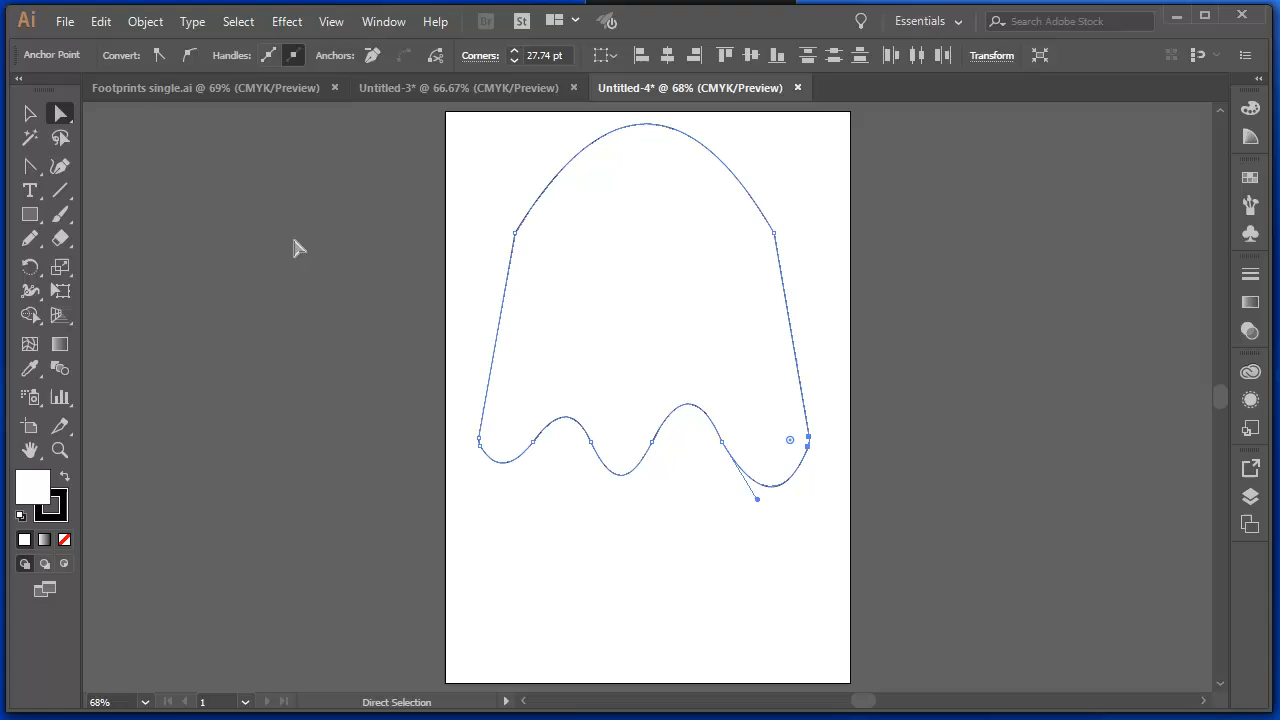 Ai File Edit Object Type Select Effect View Window Help Br St Essentials Search Adobe Stock
Anchor Point Convert: Handles: Anchors: Corners: 27.74 pt Transform
Footprints single.ai @ 69% (CMYK/Preview) Untitled-3* @ 66.67% (CMYK/Preview) Untitled-4* @ 68% (CMYK/Preview)
68% 1 Direct Selection